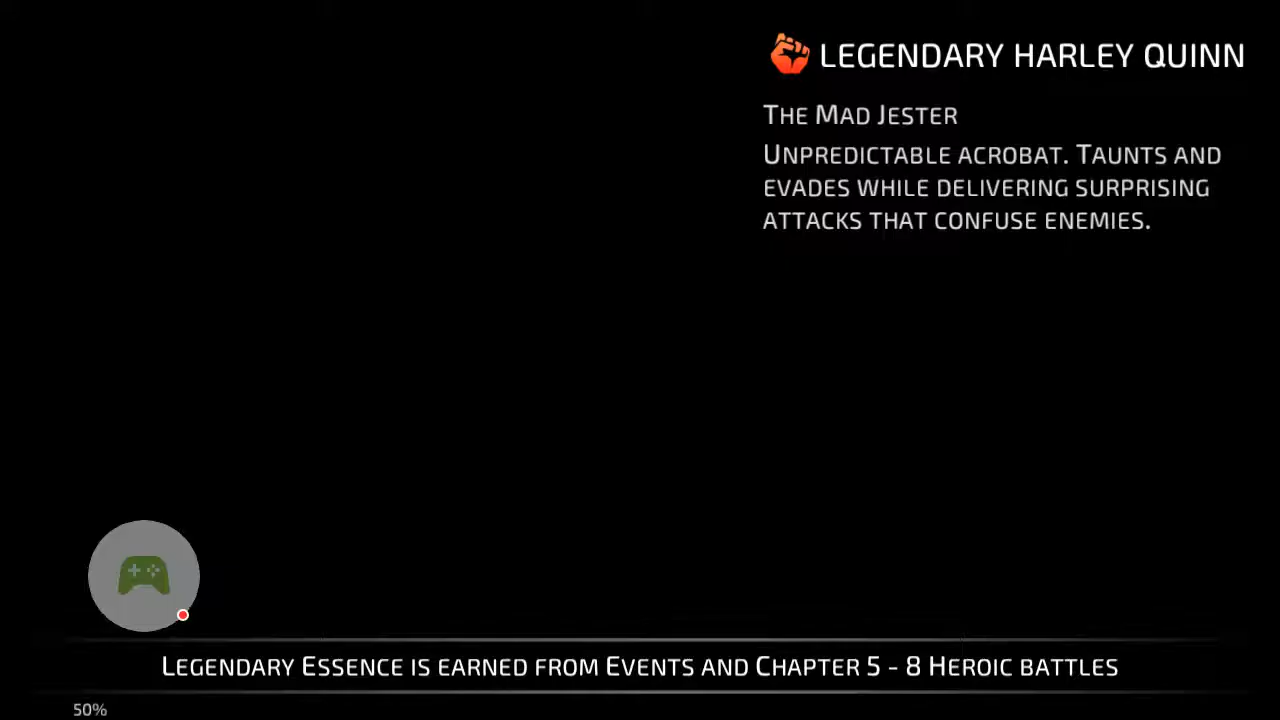 LEGENDARY HARLEY QUINN
THE MAD JESTER
UNPREDICTABLE ACROBAT. TAUNTS AND
EVADES WHILE DELIVERING SURPRISING
ATTACKS THAT CONFUSE ENEMIES.
LEGENDARY ESSENCE IS EARNED FROM EVENTS AND CHAPTER 5 - 8 HEROIC BATTLES
50%